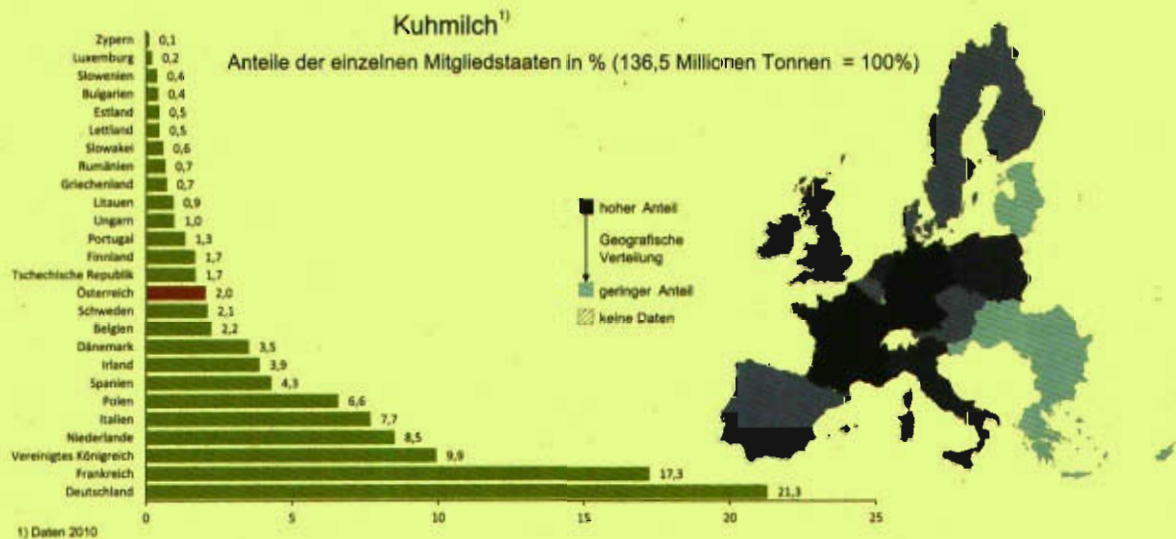 Kuhmilch1)
Anteile der einzelnen Mitgliedstaaten in % (136,5 Millionen Tonnen = 100%)
Zypern 0,1
Luxemburg 0,2
Slowenien 0,4
Bulgarien 0,4
Estland 0,5
Lettland 0,5
Slowakei 0,6
Rumänien 0,7
Griechenland 0,7
Litauen 0,9
Ungarn 1,0
Portugal 1,3
Finnland 1,7
Tschechische Republik 1,7
Österreich 2,0
Schweden 2,1
Belgien 2,2
Dänemark 3,5
Irland 3,9
Spanien 4,3
Polen 6,6
Italien 7,7
Niederlande 8,5
Vereinigtes Königreich 9,9
Frankreich 17,3
Deutschland 21,3
0 5 10 15 20 25
hoher Anteil
Geografische
Verteilung
geringer Anteil
keine Daten
1) Daten 2010